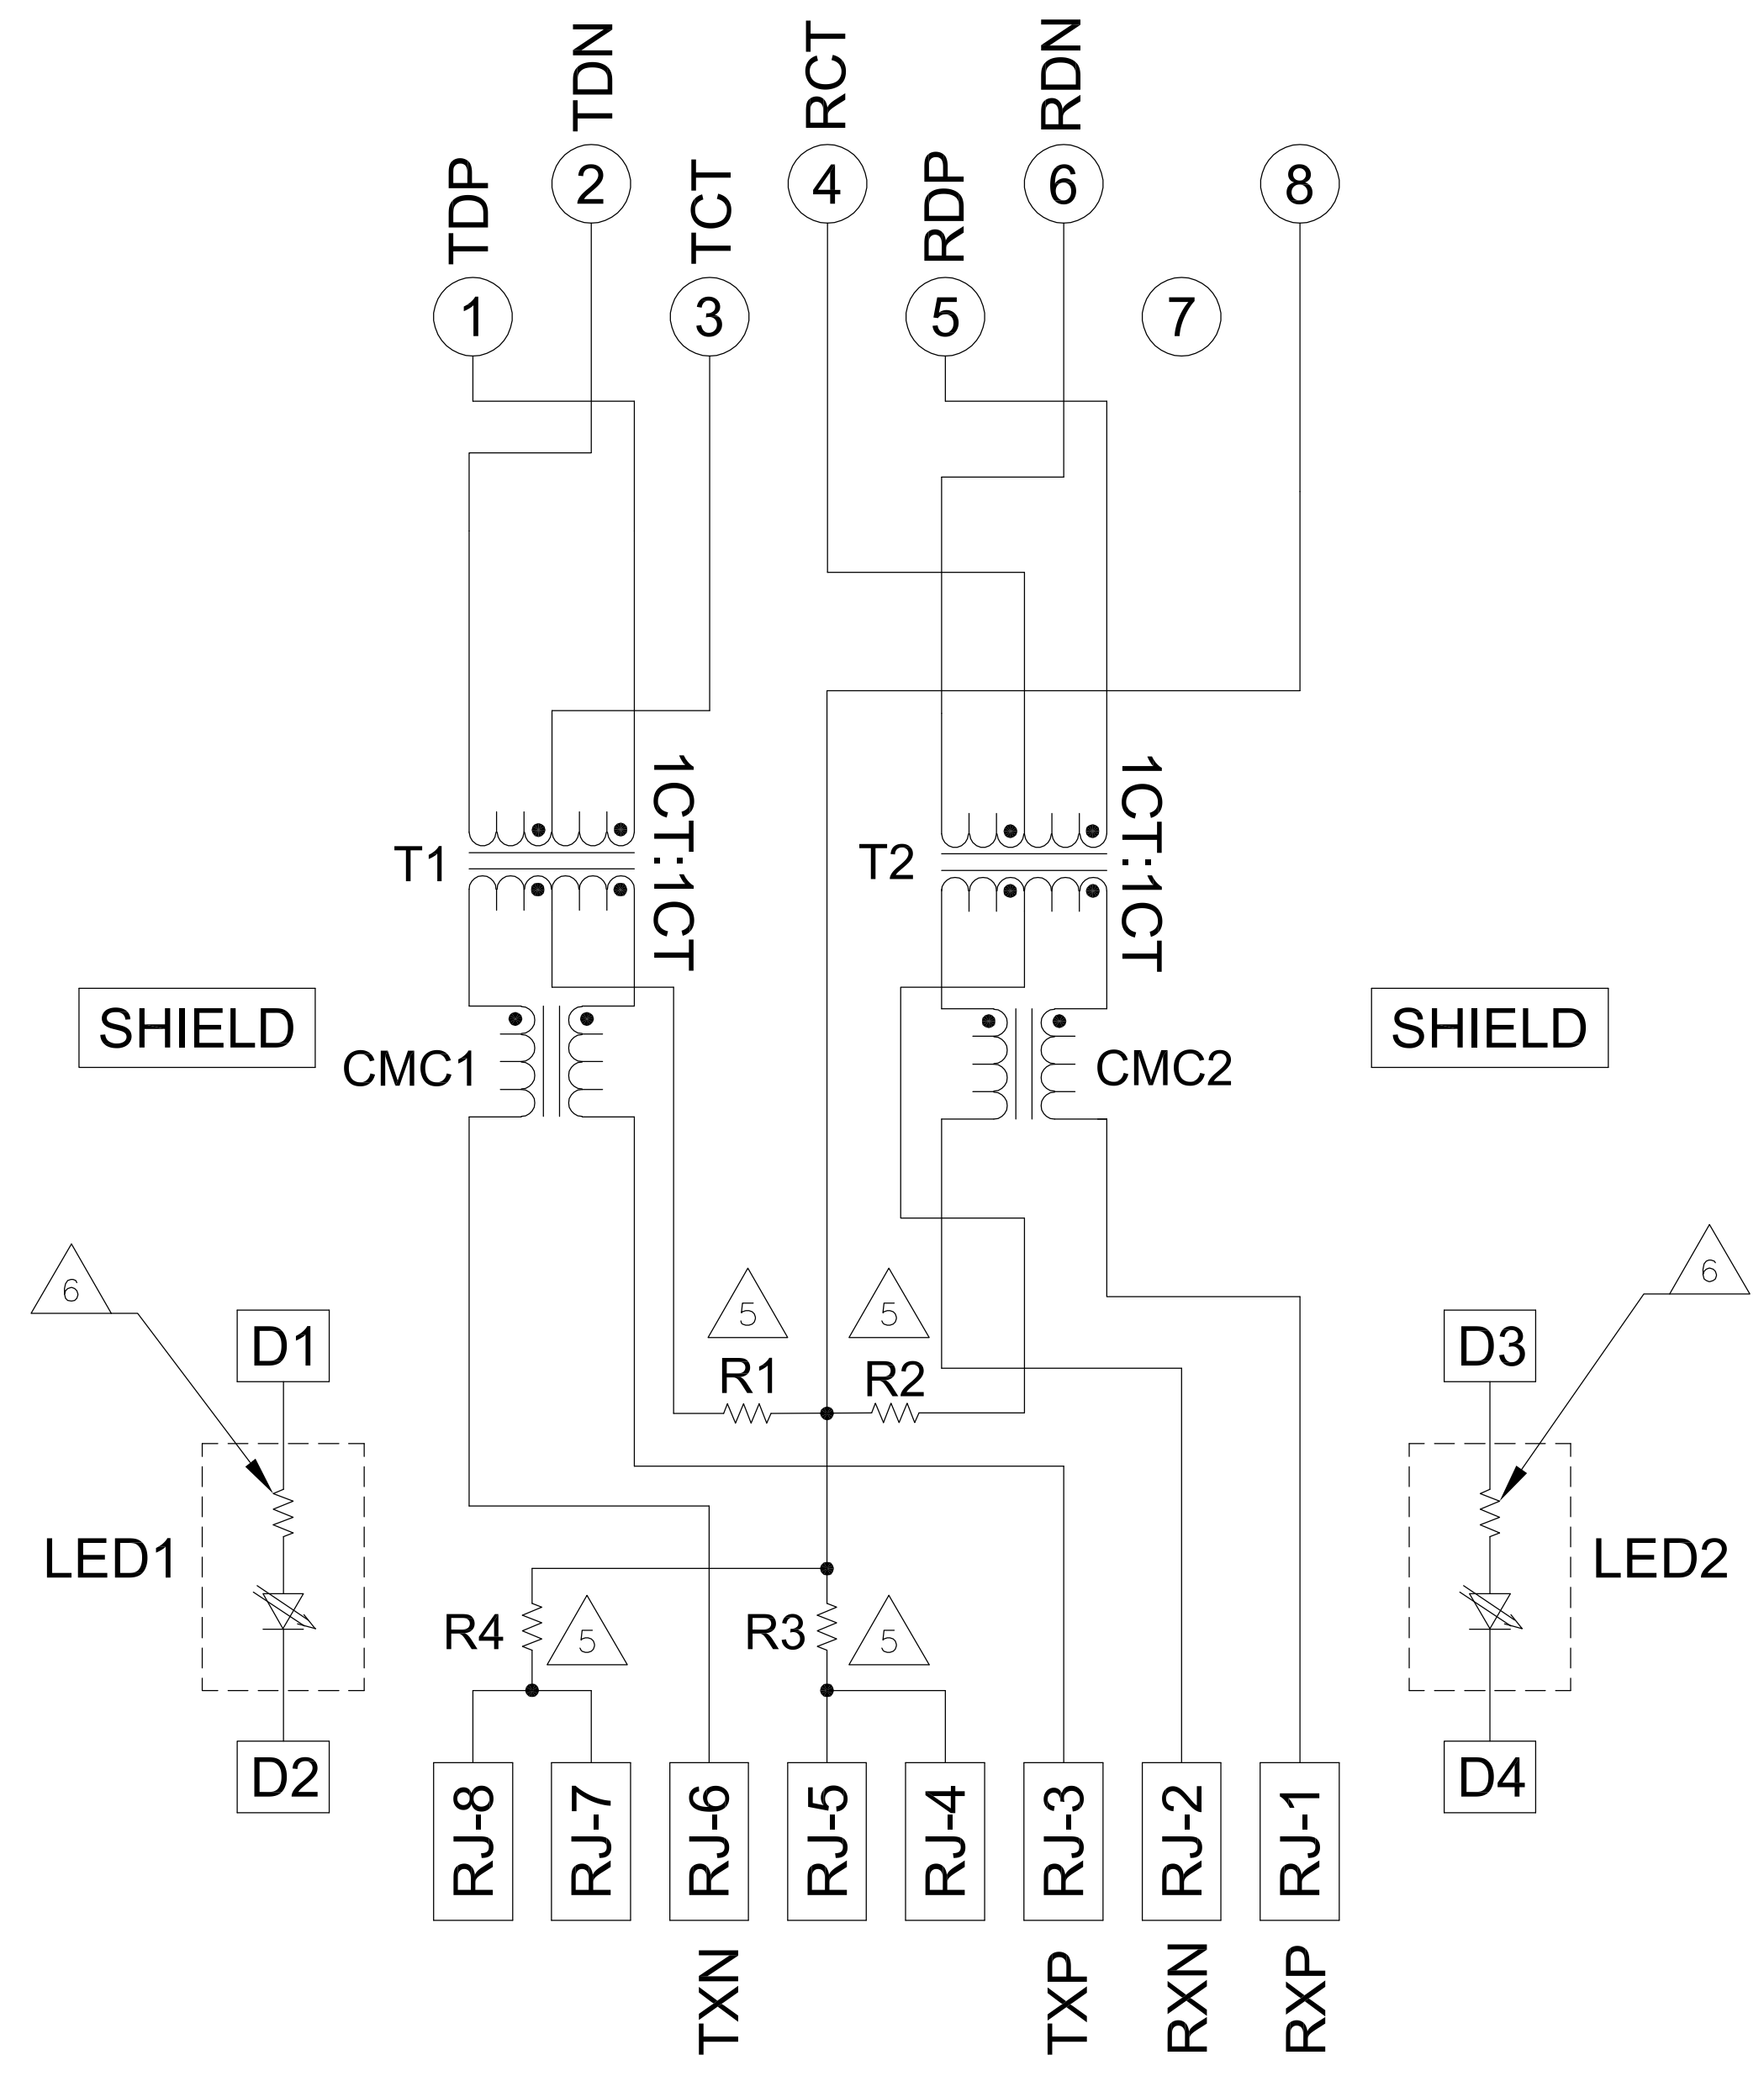 TDN
RCT
RDN
TDP
2
TCT
4
RDP
6
8
1
3
5
7
1CT:1CT
1CT:1CT
T1
T2
SHIELD
SHIELD
CMC1
CMC2
6
6
5
5
D1
D3
R1
R2
LED1
LED2
R4
5
R3
5
D2
D4
RJ-8
RJ-7
RJ-6
RJ-5
RJ-4
RJ-3
RJ-2
RJ-1
TXN
TXP
RXN
RXP